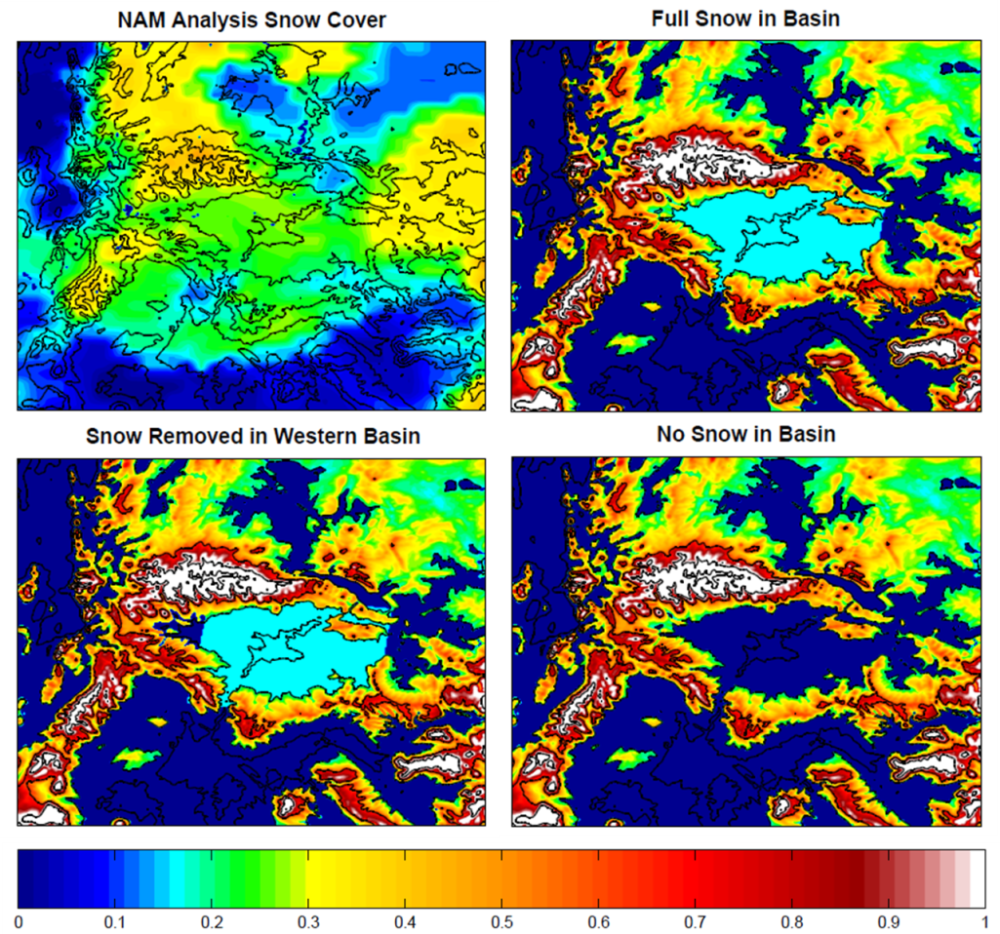 NAM Analysis Snow Cover
Full Snow in Basin
Snow Removed in Western Basin
No Snow in Basin
0 0.1 0.2 0.3 0.4 0.5 0.6 0.7 0.8 0.9 1